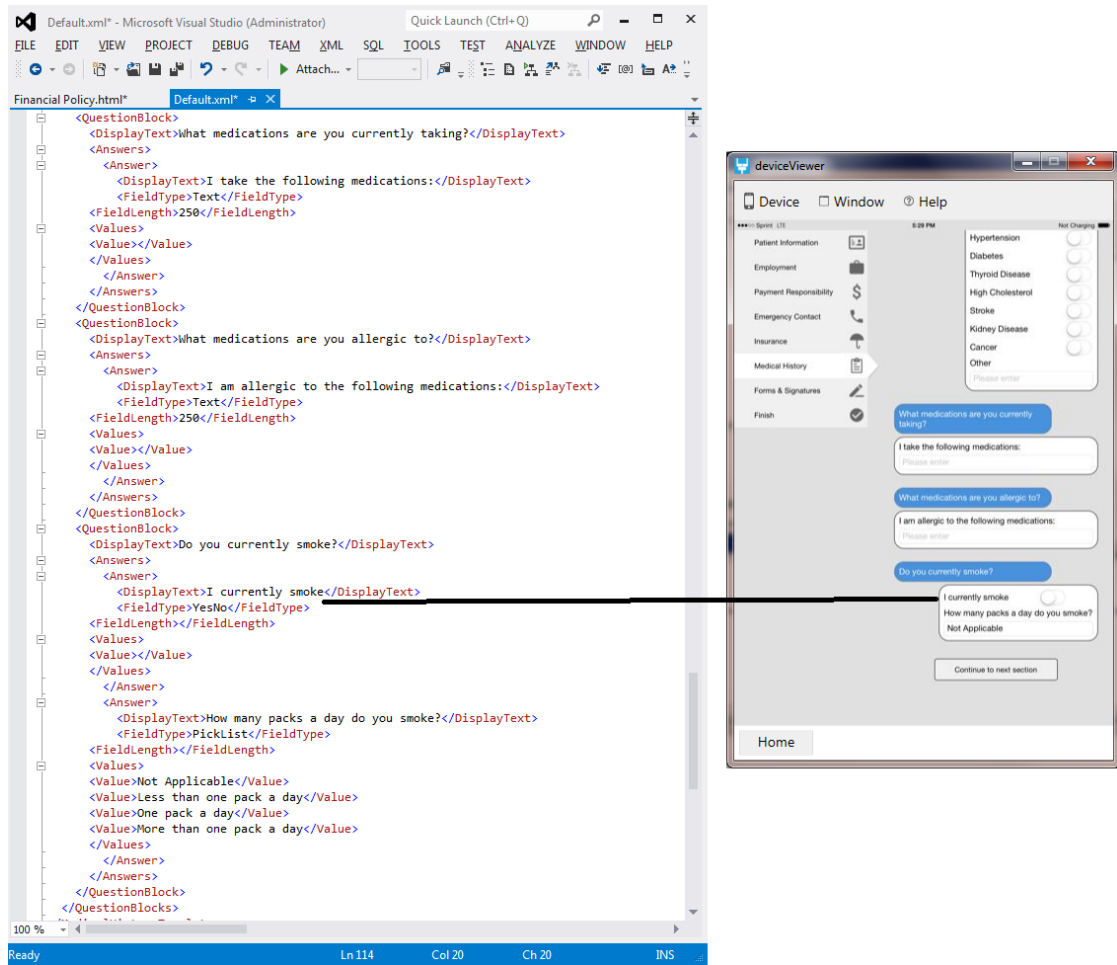 Default.xml* - Microsoft Visual Studio (Administrator)
Quick Launch (Ctrl+Q)
FILE EDIT VIEW PROJECT DEBUG TEAM XML SQL TOOLS TEST ANALYZE WINDOW HELP
Attach...
Financial Policy.html* Default.xml*
<QuestionBlock>
<DisplayText>What medications are you currently taking?</DisplayText>
<Answers>
<Answer>
<DisplayText>I take the following medications:</DisplayText>
<FieldType>Text</FieldType>
<FieldLength>250</FieldLength>
<Values>
<Value></Value>
</Values>
</Answer>
</Answers>
</QuestionBlock>
<QuestionBlock>
<DisplayText>What medications are you allergic to?</DisplayText>
<Answers>
<Answer>
<DisplayText>I am allergic to the following medications:</DisplayText>
<FieldType>Text</FieldType>
<FieldLength>250</FieldLength>
<Values>
<Value></Value>
</Values>
</Answer>
</Answers>
</QuestionBlock>
<QuestionBlock>
<DisplayText>Do you currently smoke?</DisplayText>
<Answers>
<Answer>
<DisplayText>I currently smoke</DisplayText>
<FieldType>YesNo</FieldType>
<FieldLength></FieldLength>
<Values>
<Value></Value>
</Values>
</Answer>
<Answer>
<DisplayText>How many packs a day do you smoke?</DisplayText>
<FieldType>PickList</FieldType>
<FieldLength></FieldLength>
<Values>
<Value>Not Applicable</Value>
<Value>Less than one pack a day</Value>
<Value>One pack a day</Value>
<Value>More than one pack a day</Value>
</Values>
</Answer>
</Answers>
</QuestionBlock>
</QuestionBlocks>
100 %
Ready Ln 114 Col 20 Ch 20 INS
deviceViewer
Device Window Help
Sprint LTE 5:29 PM Not Charging
Patient Information
Employment
Payment Responsibility
Emergency Contact
Insurance
Medical History
Forms & Signatures
Finish
Hypertension
Diabetes
Thyroid Disease
High Cholesterol
Stroke
Kidney Disease
Cancer
Other
Please enter
What medications are you currently
taking?
I take the following medications:
Please enter
What medications are you allergic to?
I am allergic to the following medications:
Please enter
Do you currently smoke?
I currently smoke
How many packs a day do you smoke?
Not Applicable
Continue to next section
Home